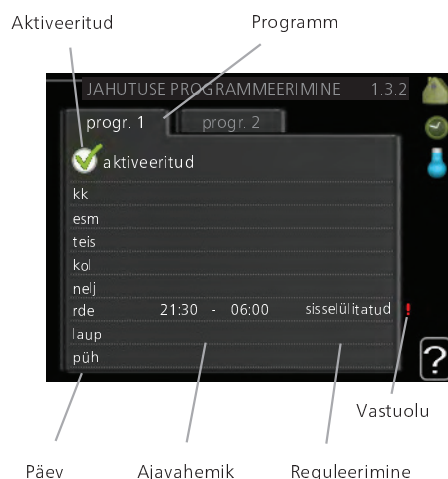 Aktiveeritud Programm
JAHUTUSE PROGRAMMEERIMINE 1.3.2
progr. 1 progr. 2
aktiveeritud
kk
esm
teis
kol
nelj
rde 21:30 - 06:00 sisselülitatud !
laup
püh
?
Vastuolu
Päev Ajavahemik Reguleerimine